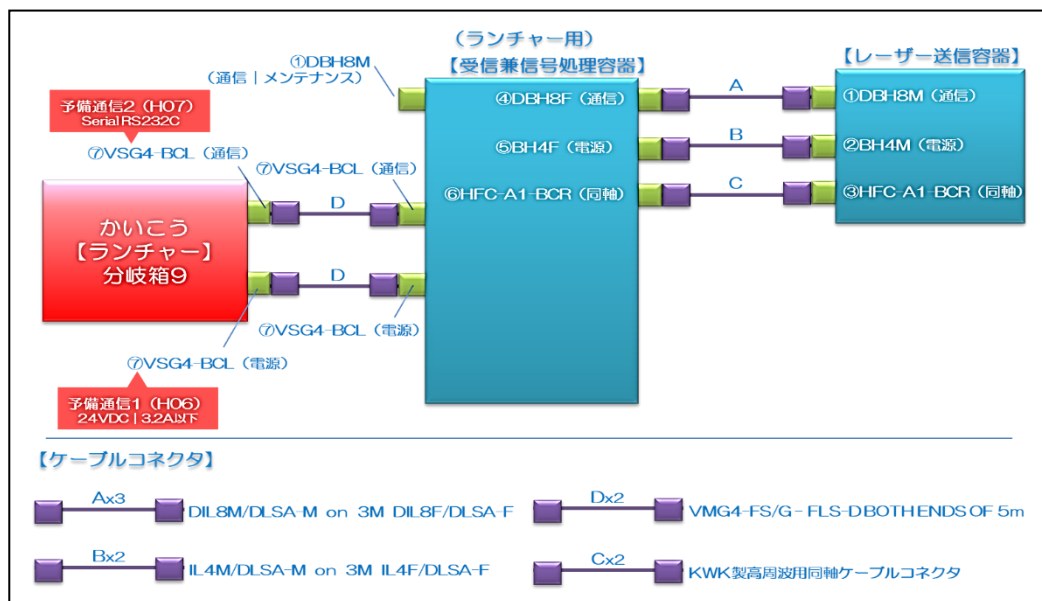 （ランチャー用）
【受信兼信号処理容器】
【レーザー送信容器】
①DBH8M
（通信｜メンテナンス）
予備通信2（H07）
Serial RS232C
⑦VSG4-BCL（通信）
⑦VSG4-BCL（通信）
④DBH8F（通信）
A
①DBH8M（通信）
⑤BH4F（電源）
B
②BH4M（電源）
⑥HFC-A1-BCR（同軸）
C
③HFC-A1-BCR（同軸）
かいこう
【ランチャー】
分岐箱9
D
D
⑦VSG4-BCL（電源）
⑦VSG4-BCL（電源）
予備通信1（H06）
24VDC｜3.2A以下
【ケーブルコネクタ】
Ax3
DIL8M/DLSA-M on 3M DIL8F/DLSA-F
Dx2
VMG4-FS/G-FLS-D BOTH ENDS OF 5m
Bx2
IL4M/DLSA-M on 3M IL4F/DLSA-F
Cx2
KWK製高周波用同軸ケーブルコネクタ